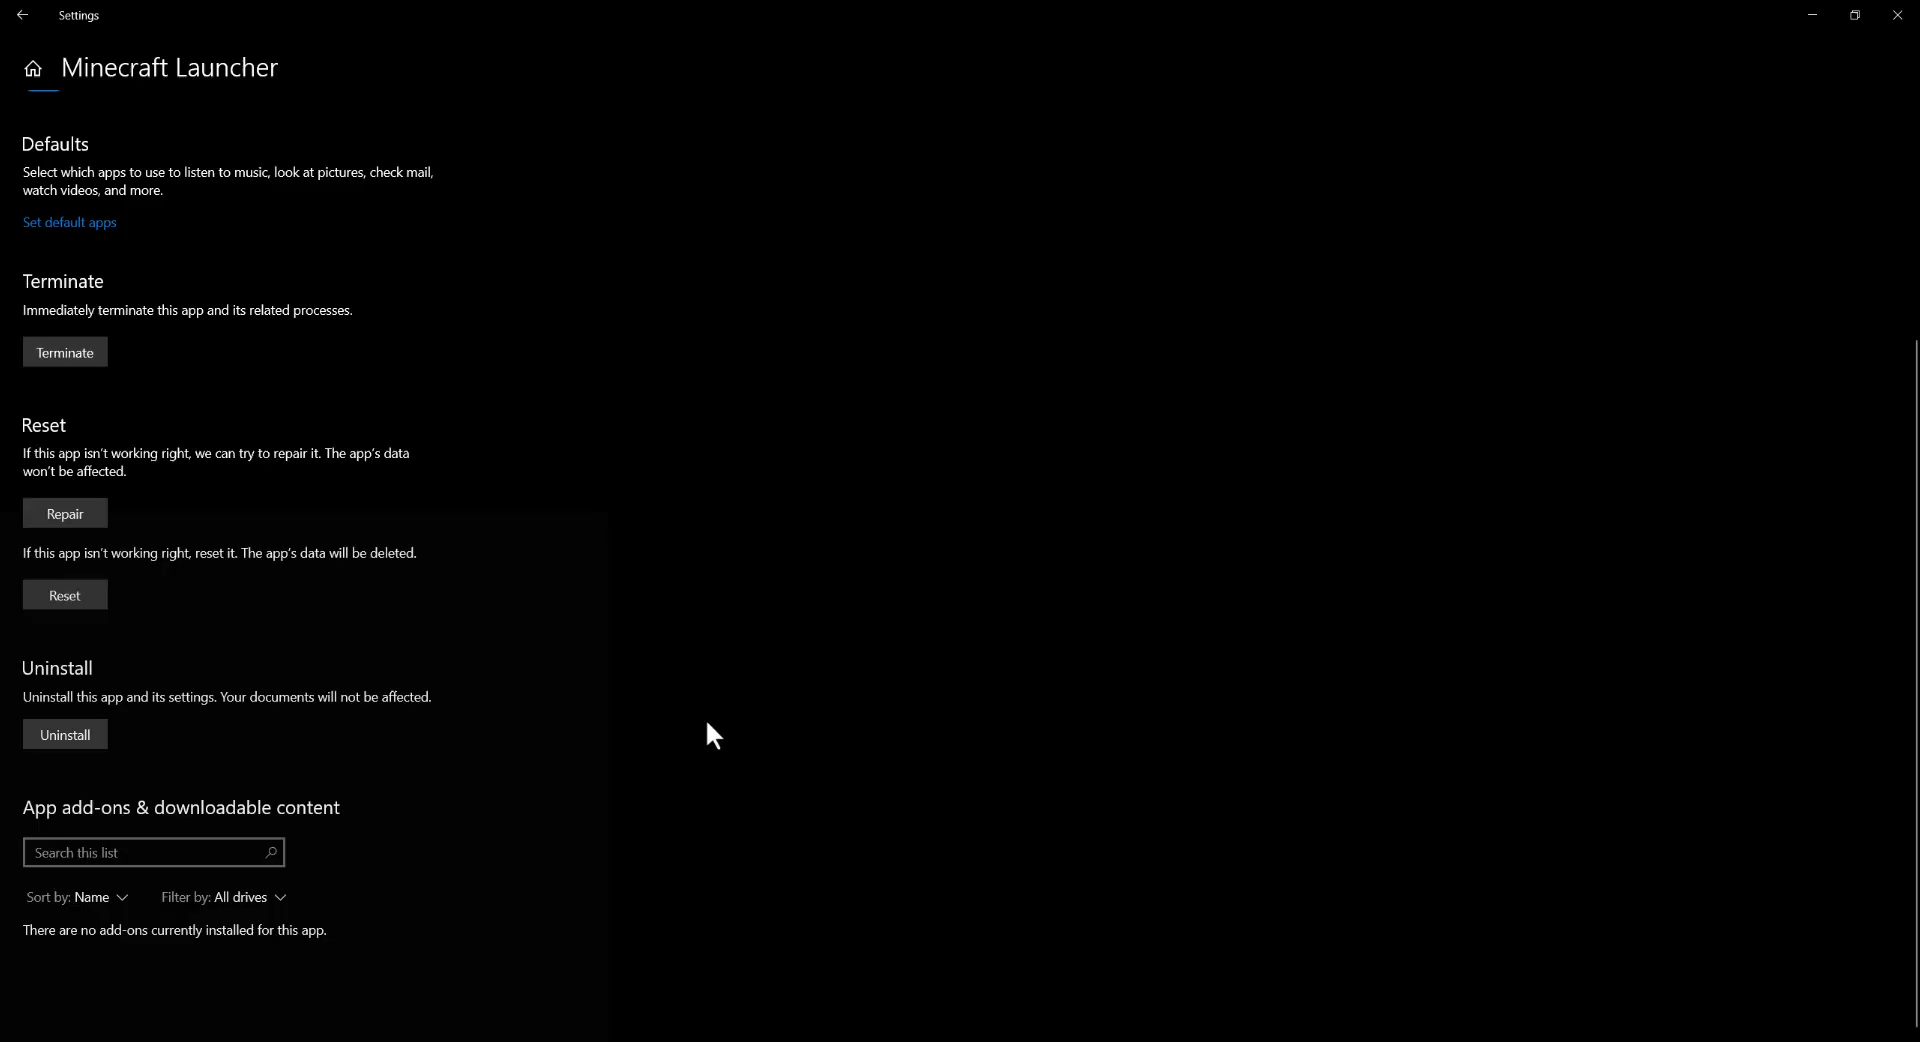 Settings
Minecraft Launcher
Defaults
Select which apps to use to listen to music, look at pictures, check mail,
watch videos, and more.
Set default apps
Terminate
Immediately terminate this app and its related processes.
Terminate
Reset
If this app isn't working right, we can try to repair it. The app's data
won't be affected.
Repair
If this app isn't working right, reset it. The app's data will be deleted.
Reset
Uninstall
Uninstall this app and its settings. Your documents will not be affected.
Uninstall
App add-ons & downloadable content
Search this list
Sort by: Name Filter by: All drives
There are no add-ons currently installed for this app.